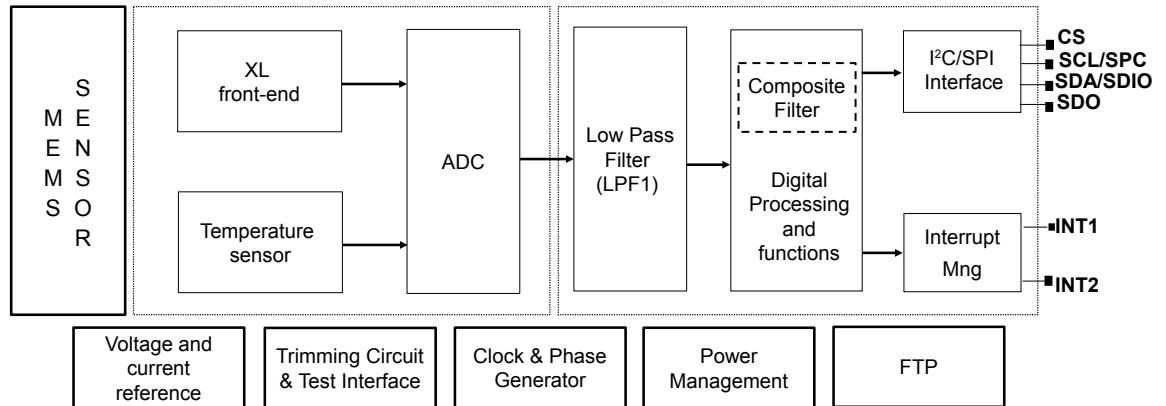 MEMS
SENSOR
XL
front-end
Temperature
sensor
ADC
Low Pass
Filter
(LPF1)
Composite
Filter
Digital
Processing
and
functions
I²C/SPI
Interface
CS
SCL/SPC
SDA/SDIO
SDO
Interrupt
Mng
INT1
INT2
Voltage and
current
reference
Trimming Circuit
& Test Interface
Clock & Phase
Generator
Power
Management
FTP